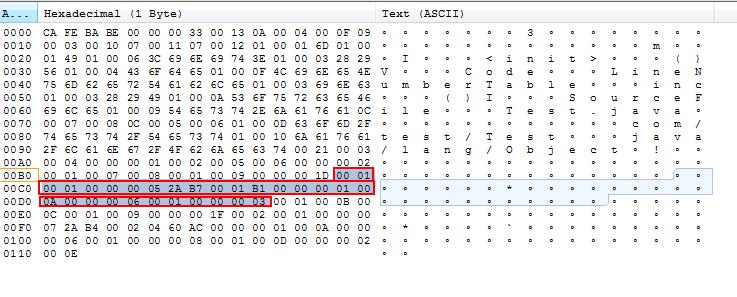 A... Hexadecimal (1 Byte) Text (ASCII)
0000 CA FE BA BE 00 00 00 33 00 13 0A 00 04 00 0F 09 3
0010 00 03 00 10 07 00 11 07 00 12 01 00 01 6D 01 00 m
0020 01 49 01 00 06 3C 69 6E 69 74 3E 01 00 03 28 29 I < i n i t > ( )
0030 56 01 00 04 43 6F 64 65 01 00 0F 4C 69 6E 65 4E V C o d e L i n e N
0040 75 6D 62 65 72 54 61 62 6C 65 01 00 03 69 6E 63 u m b e r T a b l e i n c
0050 01 00 03 28 29 49 01 00 0A 53 6F 75 72 63 65 46 ( ) I S o u r c e F
0060 69 6C 65 01 00 09 54 65 73 74 2E 6A 61 76 61 0C i l e T e s t . j a v a
0070 00 07 00 08 0C 00 05 00 06 01 00 0D 63 6F 6D 2F c o m /
0080 74 65 73 74 2F 54 65 73 74 01 00 10 6A 61 76 61 t e s t / T e s t j a v a
0090 2F 6C 61 6E 67 2F 4F 62 6A 65 63 74 00 21 00 03 / l a n g / O b j e c t !
00A0 00 04 00 00 00 01 00 02 00 05 00 06 00 00 00 02
00B0 00 01 00 07 00 08 00 01 00 09 00 00 00 1D 00 01
00C0 00 01 00 00 00 05 2A B7 00 01 B1 00 00 00 01 00 *
00D0 0A 00 00 00 06 00 01 00 00 00 03 00 01 00 0B 00
00E0 0C 00 01 00 09 00 00 00 1F 00 02 00 01 00 00 00
00F0 07 2A B4 00 02 04 60 AC 00 00 00 01 00 0A 00 00 * `
0100 00 06 00 01 00 00 00 08 00 01 00 0D 00 00 00 02
0110 00 0E